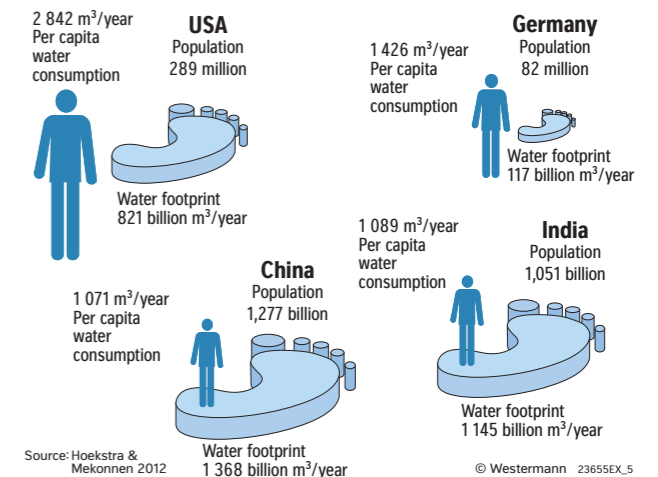 2 842 m³/year
Per capita
water
consumption
USA
Population
289 million
Water footprint
821 billion m³/year
Germany
Population
82 million
1 426 m³/year
Per capita
water
consumption
Water footprint
117 billion m³/year
China
Population
1,277 billion
1 071 m³/year
Per capita
water
consumption
Water footprint
1 368 billion m³/year
1 089 m³/year
Per capita
water
consumption
India
Population
1,051 billion
Water footprint
1 145 billion m³/year
Source: Hoekstra &
Mekonnen 2012
© Westermann 23655EX_5